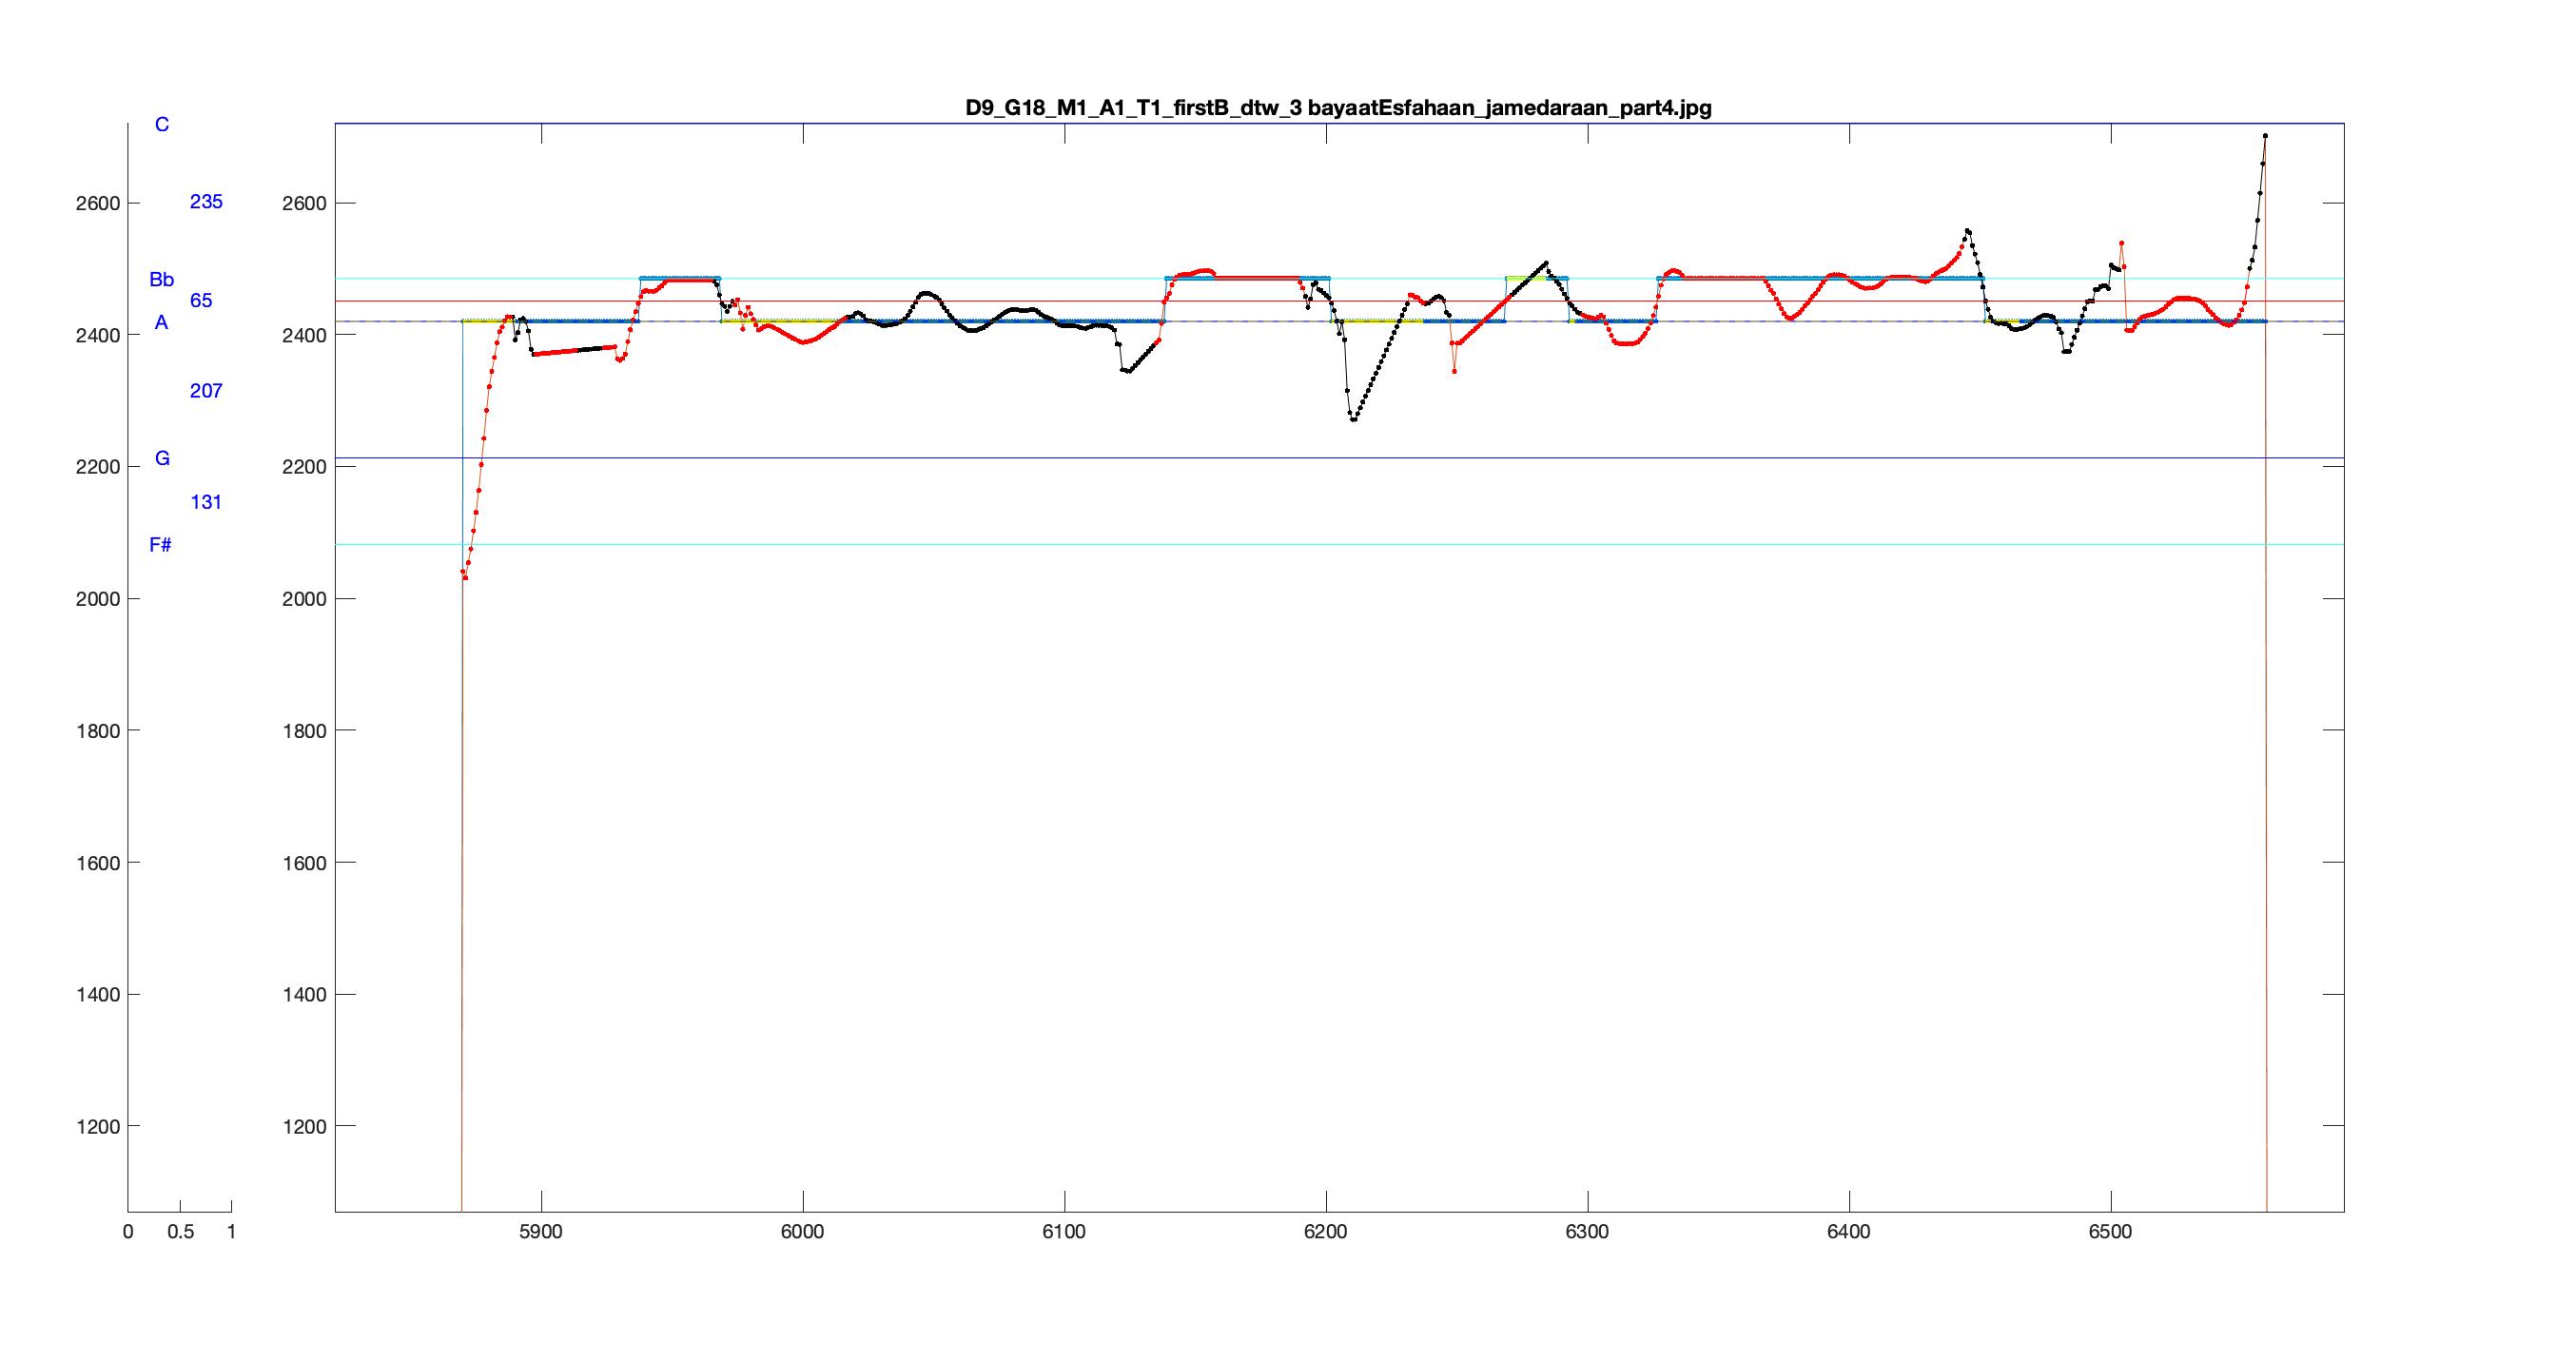 D9_G18_M1_A1_T1_firstB_dtw_3 bayaatEsfahaan_jamedaraan_part4.jpg
C
2600 235 2600
Bb
65
2400 A 2400
207
2200 G 2200
131
F#
2000 2000
1800 1800
1600 1600
1400 1400
1200 1200
0 0.5 1 5900 6000 6100 6200 6300 6400 6500